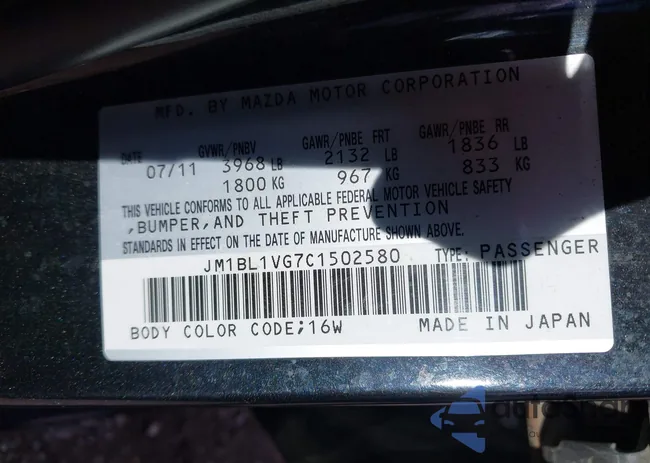 MFD. BY MAZDA MOTOR CORPORATION
DATE GVWR/PNBV GAWR/PNBE FRT GAWR/PNBE RR
07/11 3968 LB 2132 LB 1836 LB
1800 KG 967 KG 833 KG
THIS VEHICLE CONFORMS TO ALL APPLICABLE FEDERAL MOTOR VEHICLE SAFETY
,BUMPER,AND THEFT PREVENTION
STANDARDS IN EFFECT ON THE DATE OF MANUFACTURE SHOWN ABOVE.
JM1BL1VG7C1502580 TYPE: PASSENGER
BODY COLOR CODE;16W MADE IN JAPAN